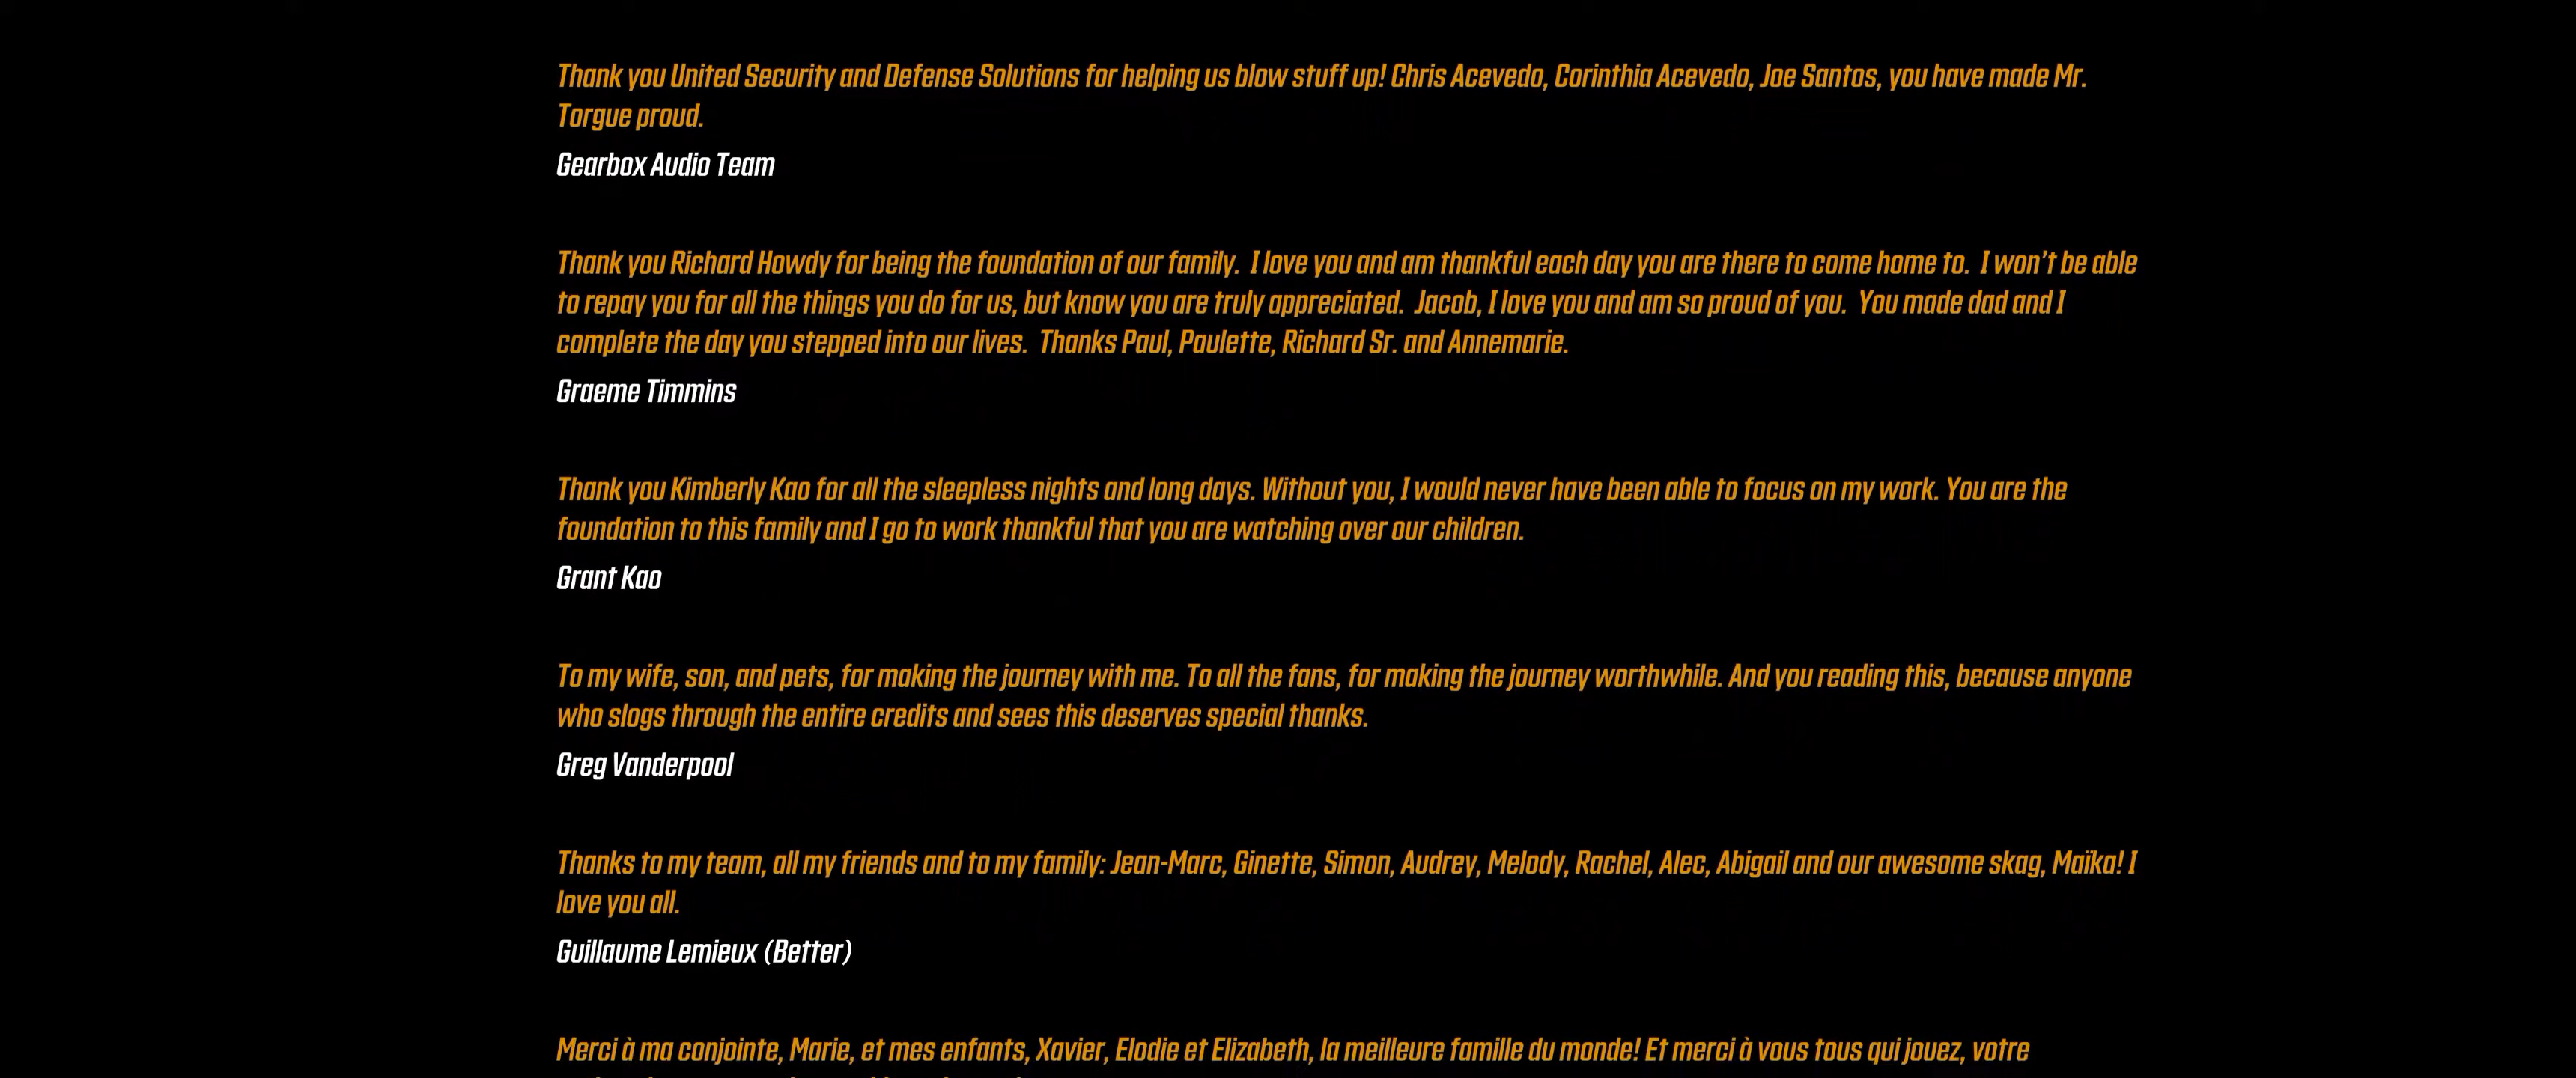 Thank you United Security and Defense Solutions for helping us blow stuff up! Chris Acevedo, Corinthia Acevedo, Joe Santos, you have made Mr.
Torgue proud.
Gearbox Audio Team
Thank you Richard Howdy for being the foundation of our family.  I love you and am thankful each day you are there to come home to.  I won't be able
to repay you for all the things you do for us, but know you are truly appreciated.  Jacob, I love you and am so proud of you.  You made dad and I
complete the day you stepped into our lives.  Thanks Paul, Paulette, Richard Sr. and Annemarie.
Graeme Timmins
Thank you Kimberly Kao for all the sleepless nights and long days. Without you, I would never have been able to focus on my work. You are the
foundation to this family and I go to work thankful that you are watching over our children.
Grant Kao
To my wife, son, and pets, for making the journey with me. To all the fans, for making the journey worthwhile. And you reading this, because anyone
who slogs through the entire credits and sees this deserves special thanks.
Greg Vanderpool
Thanks to my team, all my friends and to my family: Jean-Marc, Ginette, Simon, Audrey, Melody, Rachel, Alec, Abigail and our awesome skag, Maïka! I
love you all.
Guillaume Lemieux (Better)
Merci à ma conjointe, Marie, et mes enfants, Xavier, Elodie et Elizabeth, la meilleure famille du monde! Et merci à vous tous qui jouez, votre